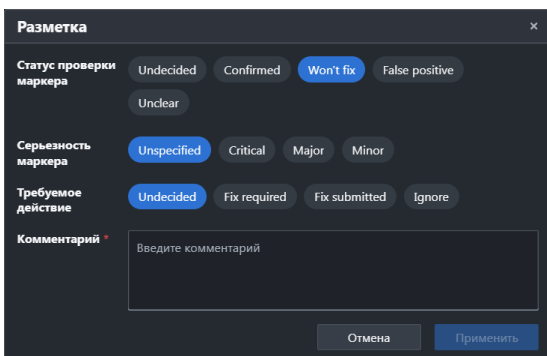 Разметка ×
Статус проверки маркера
Undecided Confirmed Won't fix False positive
Unclear
Серьезность маркера
Unspecified Critical Major Minor
Требуемое действие
Undecided Fix required Fix submitted Ignore
Комментарий *
Введите комментарий
Отмена Применить